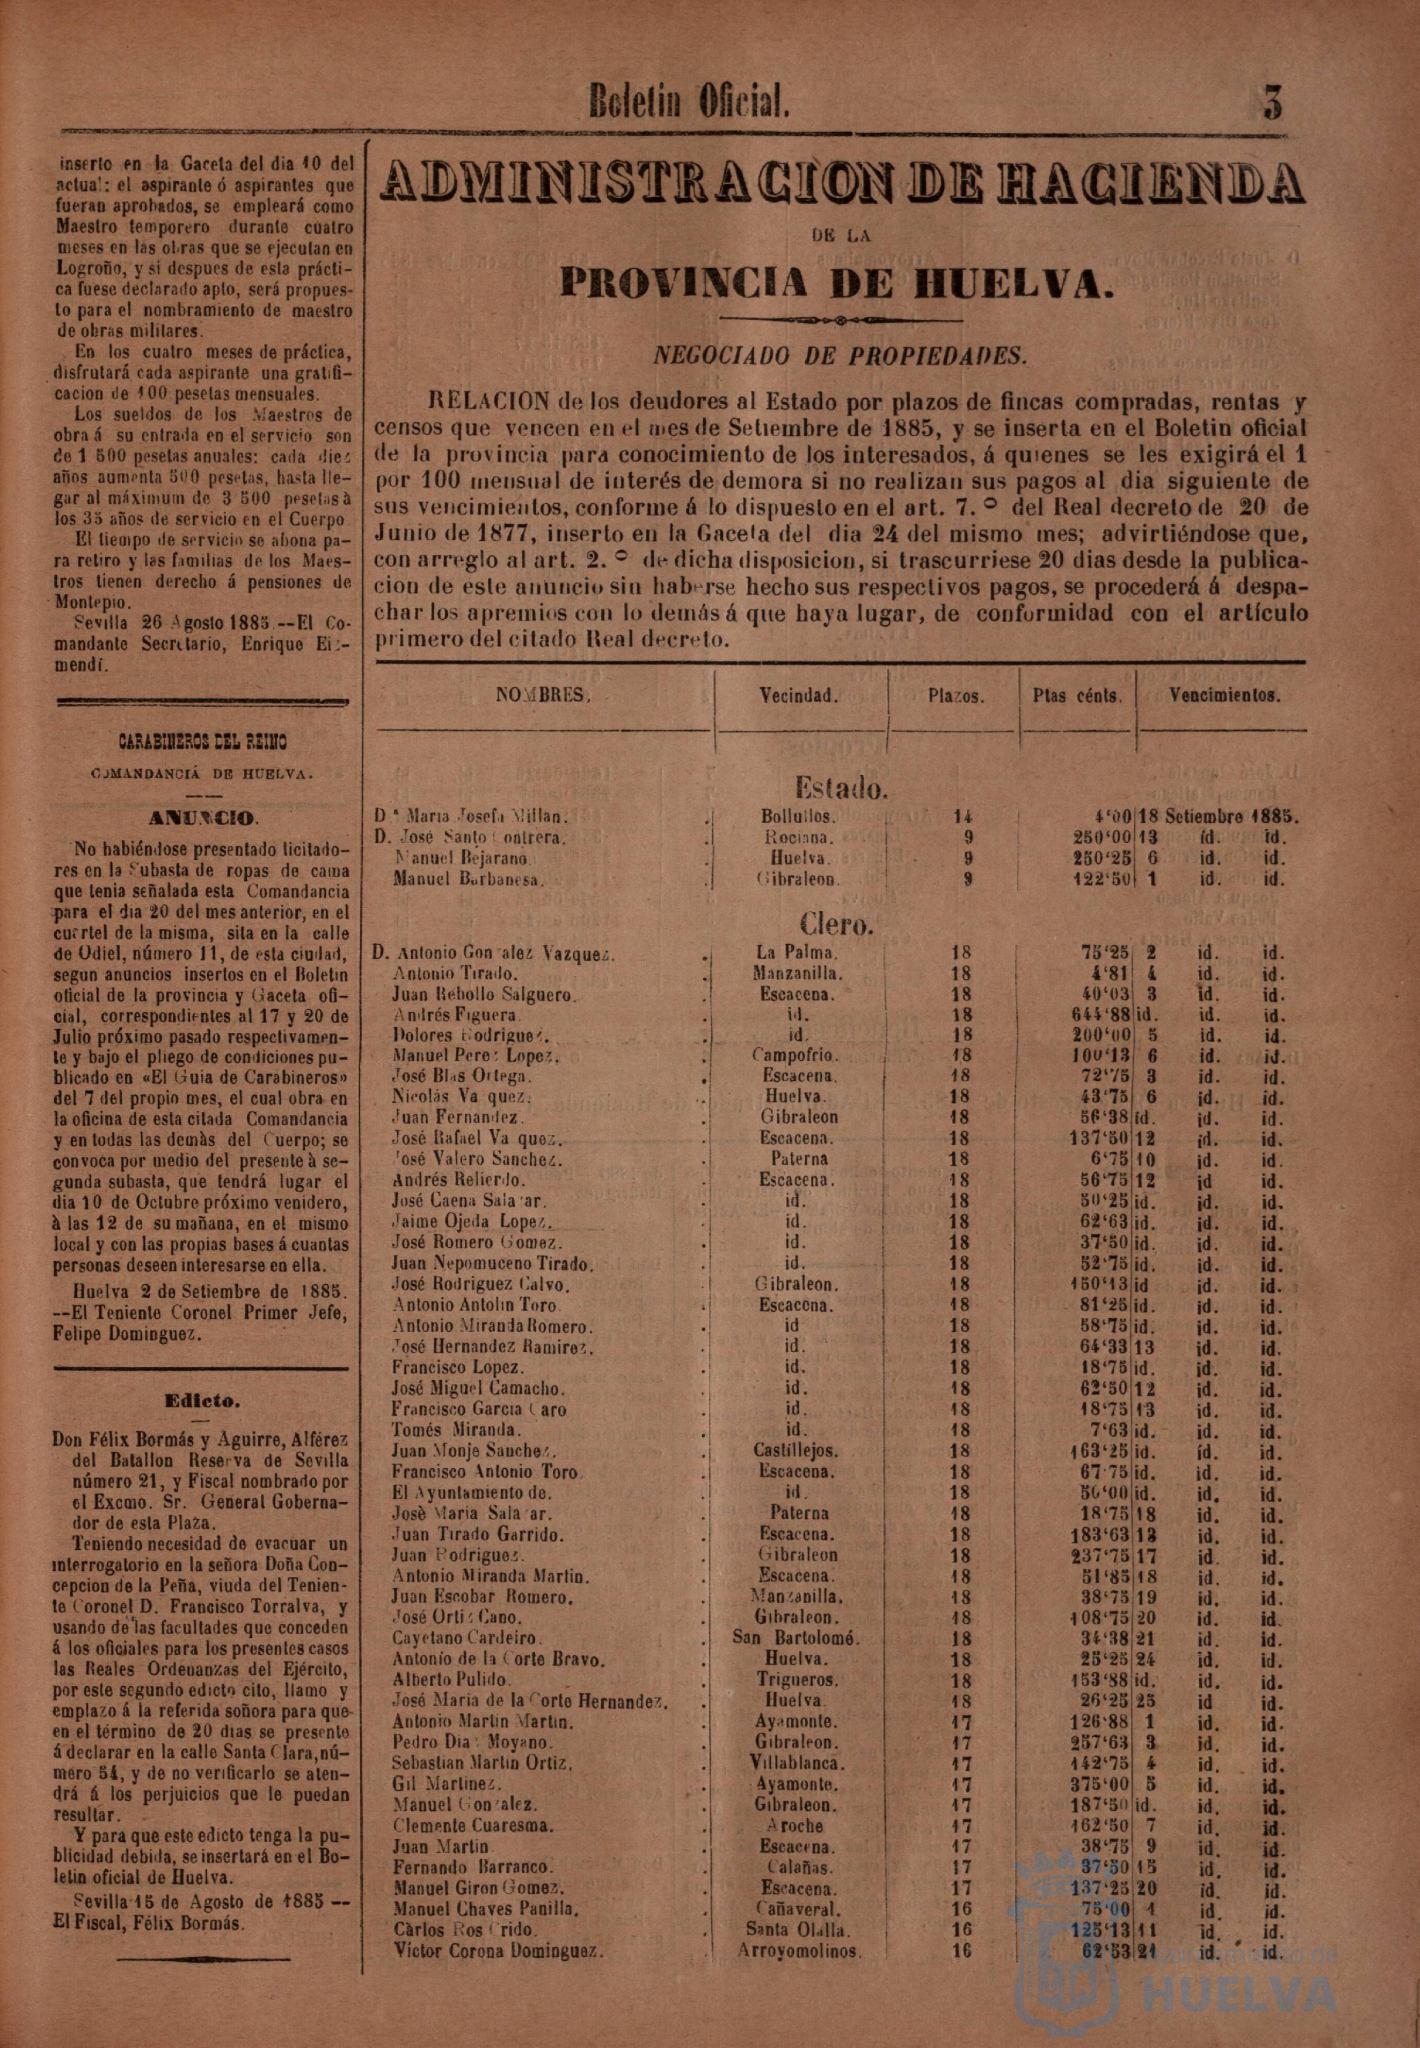 Boletin Oficial.
3
inserto en la Gaceta del dia 10 del
actual: el aspirante ó aspirantes que
fueran aprobados, se empleará como
Maestro temporero durante cuatro
meses en las obras que se ejecutan en
Logroño, y si despues de esta prácti-
ca fuese declarado apto, será propues-
to para el nombramiento de maestro
de obras militares.
En los cuatro meses de práctica,
disfrutará cada aspirante una gratifi-
cacion de 100 pesetas mensuales.
Los sueldos de los Maestros de
obra á su entrada en el servicio son
de 1 500 pesetas anuales: cada diez
años aumenta 500 pesetas, hasta lle-
gar al máximum de 3 500 pesetas à
los 35 años de servicio en el Cuerpo
El tiempo de servicio se abona pa-
ra retiro y las familias de los Maes-
tros tienen derecho á pensiones de
Montepio.
Sevilla 26 Agosto 1885.--El Co-
mandante Secretario, Enrique Eiz-
mendí.
CARABINEROS DEL REINO
COMANDANCIÁ DE HUELVA.
ANUNCIO.
No habiéndose presentado licitado-
res en la Subasta de ropas de cama
que tenia señalada esta Comandancia
para el dia 20 del mes anterior, en el
cuartel de la misma, sita en la calle
de Odiel, número 11, de esta ciudad,
segun anuncios insertos en el Boletin
oficial de la provincia y Gaceta ofi-
cial, correspondientes al 17 y 20 de
Julio próximo pasado respectivamen-
te y bajo el pliego de condiciones pu-
blicado en «El Guia de Carabineros»
del 7 del propio mes, el cual obra en
la oficina de esta citada Comandancia
y en todas las demàs del Cuerpo; se
convoca por medio del presente à se-
gunda subasta, que tendrá lugar el
dia 10 de Octubre próximo venidero,
à las 12 de su mañana, en el mismo
local y con las propias bases á cuantas
personas deseen interesarse en ella.
Huelva 2 de Setiembre de 1885.
--El Teniente Coronel Primer Jefe,
Felipe Dominguez.
Edicto.
Don Félix Bormás y Aguirre, Alférez
del Batallon Reserva de Sevilla
número 21, y Fiscal nombrado por
el Excmo. Sr. General Goberna-
dor de esta Plaza.
Teniendo necesidad de evacuar un
interrogatorio en la señora Doña Con-
cepcion de la Peña, viuda del Tenien-
te Coronel D. Francisco Torralva, y
usando de las facultades que conceden
á los oficiales para los presentes casos
las Reales Ordenanzas del Ejército,
por este segundo edicto cito, llamo y
emplazo á la referida soñora para que
en el término de 20 dias se presente
á declarar en la calle Santa Clara, nú-
mero 54, y de no verificarlo se aten-
drá á los perjuicios que le puedan
resultar.
Y para que este edicto tenga la pu-
blicidad debida, se insertará en el Bo-
letin oficial de Huelva.
Sevilla 15 de Agosto de 1885 --
El Fiscal, Félix Bormás.
ADMINISTRACION DE HACIENDA
DE LA
PROVINCIA DE HUELVA.
NEGOCIADO DE PROPIEDADES.
RELACION de los deudores al Estado por plazos de fincas compradas, rentas y
censos que vencen en el mes de Setiembre de 1885, y se inserta en el Boletin oficial
de la provincia para conocimiento de los interesados, á quienes se les exigirá el 1
por 100 mensual de interés de demora si no realizan sus pagos al dia siguiente de
sus vencimientos, conforme á lo dispuesto en el art. 7.º del Real decreto de 20 de
Junio de 1877, inserto en la Gaceta del dia 24 del mismo mes; advirtiéndose que,
con arreglo al art. 2.º de dicha disposicion, si trascurriese 20 dias desde la publica-
cion de este anuncio sin haberse hecho sus respectivos pagos, se procederá á despa-
char los apremios con lo demás á que haya lugar, de conformidad con el artículo
primero del citado Real decreto.
NOMBRES. Vecindad. Plazos. Ptas cénts. Vencimientos.
Estado.
D.ª Maria Josefa Millan. Bollullos. 14 4'00 18 Setiembre 1885.
D. José Santo Contrera. Rociana. 9 250'00 13 id. id.
Manuel Bejarano. Huelva. 9 250'25 6 id. id.
Manuel Borbanesa. Gibraleon. 9 122'50 1 id. id.
Clero.
D. Antonio Gonzalez Vazquez. La Palma. 18 75'25 2 id. id.
Antonio Tirado. Manzanilla. 18 4'81 4 id. id.
Juan Rebollo Salguero. Escacena. 18 40'03 3 id. id.
Andrés Figuera. id. 18 644'88 id. id. id.
Dolores Rodriguez. id. 18 200'00 5 id. id.
Manuel Perez Lopez. Campofrio. 18 100'13 6 id. id.
José Blas Ortega. Escacena. 18 72'75 3 id. id.
Nicolás Va quez. Huelva. 18 43'75 6 id. id.
Juan Fernandez. Gibraleon 18 56'38 id. id. id.
José Rafael Va quez. Escacena. 18 137'50 12 id. id.
José Valero Sanchez. Paterna 18 6'75 10 id. id.
Andrés Relierdo. Escacena. 18 56'75 12 id id.
José Caena Salazar. id. 18 50'25 id. id. id.
Jaime Ojeda Lopez. id. 18 62'63 id. id. id.
José Romero Gomez. id. 18 37'50 id. id. id.
Juan Nepomuceno Tirado. id. 18 52'75 id. id. id.
José Rodriguez Calvo. Gibraleon. 18 150'13 id id. id.
Antonio Antolin Toro. Escacena. 18 81'25 id. id. id.
Antonio Miranda Romero. id 18 58'75 id. id. id.
José Hernandez Ramirez. id. 18 64'33 13 id. id.
Francisco Lopez. id. 18 18'75 id. id. id.
José Miguel Camacho. id. 18 62'50 12 id. id.
Francisco Garcia Caro id. 18 18'75 13 id. id.
Tomés Miranda. id. 18 7'63 id. id. id.
Juan Monje Sanchez. Castillejos. 18 163'25 id. id. id.
Francisco Antonio Toro. Escacena. 18 67'75 id. id. id.
El Ayuntamiento de. id. 18 50'00 id. id. id.
Josè Maria Salazar. Paterna 18 18'75 18 id. id.
Juan Tirado Garrido. Escacena. 18 183'63 13 id. id.
Juan Rodriguez. Gibraleon 18 237'75 17 id. id.
Antonio Miranda Martin. Escacena. 18 51'85 18 id. id.
Juan Escobar Romero. Manzanilla. 18 38'75 19 id. id.
José Ortiz Cano. Gibraleon. 18 108'75 20 id. id.
Cayetano Cardeiro. San Bartolomé. 18 34'38 21 id. id.
Antonio de la Corte Bravo. Huelva. 18 25'25 24 id. id.
Alberto Pulido. Trigueros. 18 153'88 id. id. id.
José Maria de la Corte Hernandez. Huelva. 18 26'25 25 id id.
Antonio Martin Martin. Ayamonte. 17 126'88 1 id. id.
Pedro Diaz Moyano. Gibraleon. 17 257'63 3 id. id.
Sebastian Martin Ortiz. Villablanca. 17 142'75 4 id. id.
Gil Martinez. Ayamonte. 17 375'00 5 id. id.
Manuel Gonzalez. Gibraleon. 17 187'50 id. id. id.
Clemente Cuaresma. Aroche 17 162'50 7 id. id.
Juan Martin Escacena. 17 38'75 9 id. id.
Fernando Barranco. Calañas. 17 37'50 15 id. id.
Manuel Giron Gomez. Escacena. 17 137'25 20 id. id.
Manuel Chaves Panilla. Cañaveral. 16 75'00 1 id. id.
Càrlos Ros Crido. Santa Olalla. 16 125'13 11 id. id.
Victor Corona Dominguez. Arroyomolinos. 16 62'53 21 id. id.
HUELVA